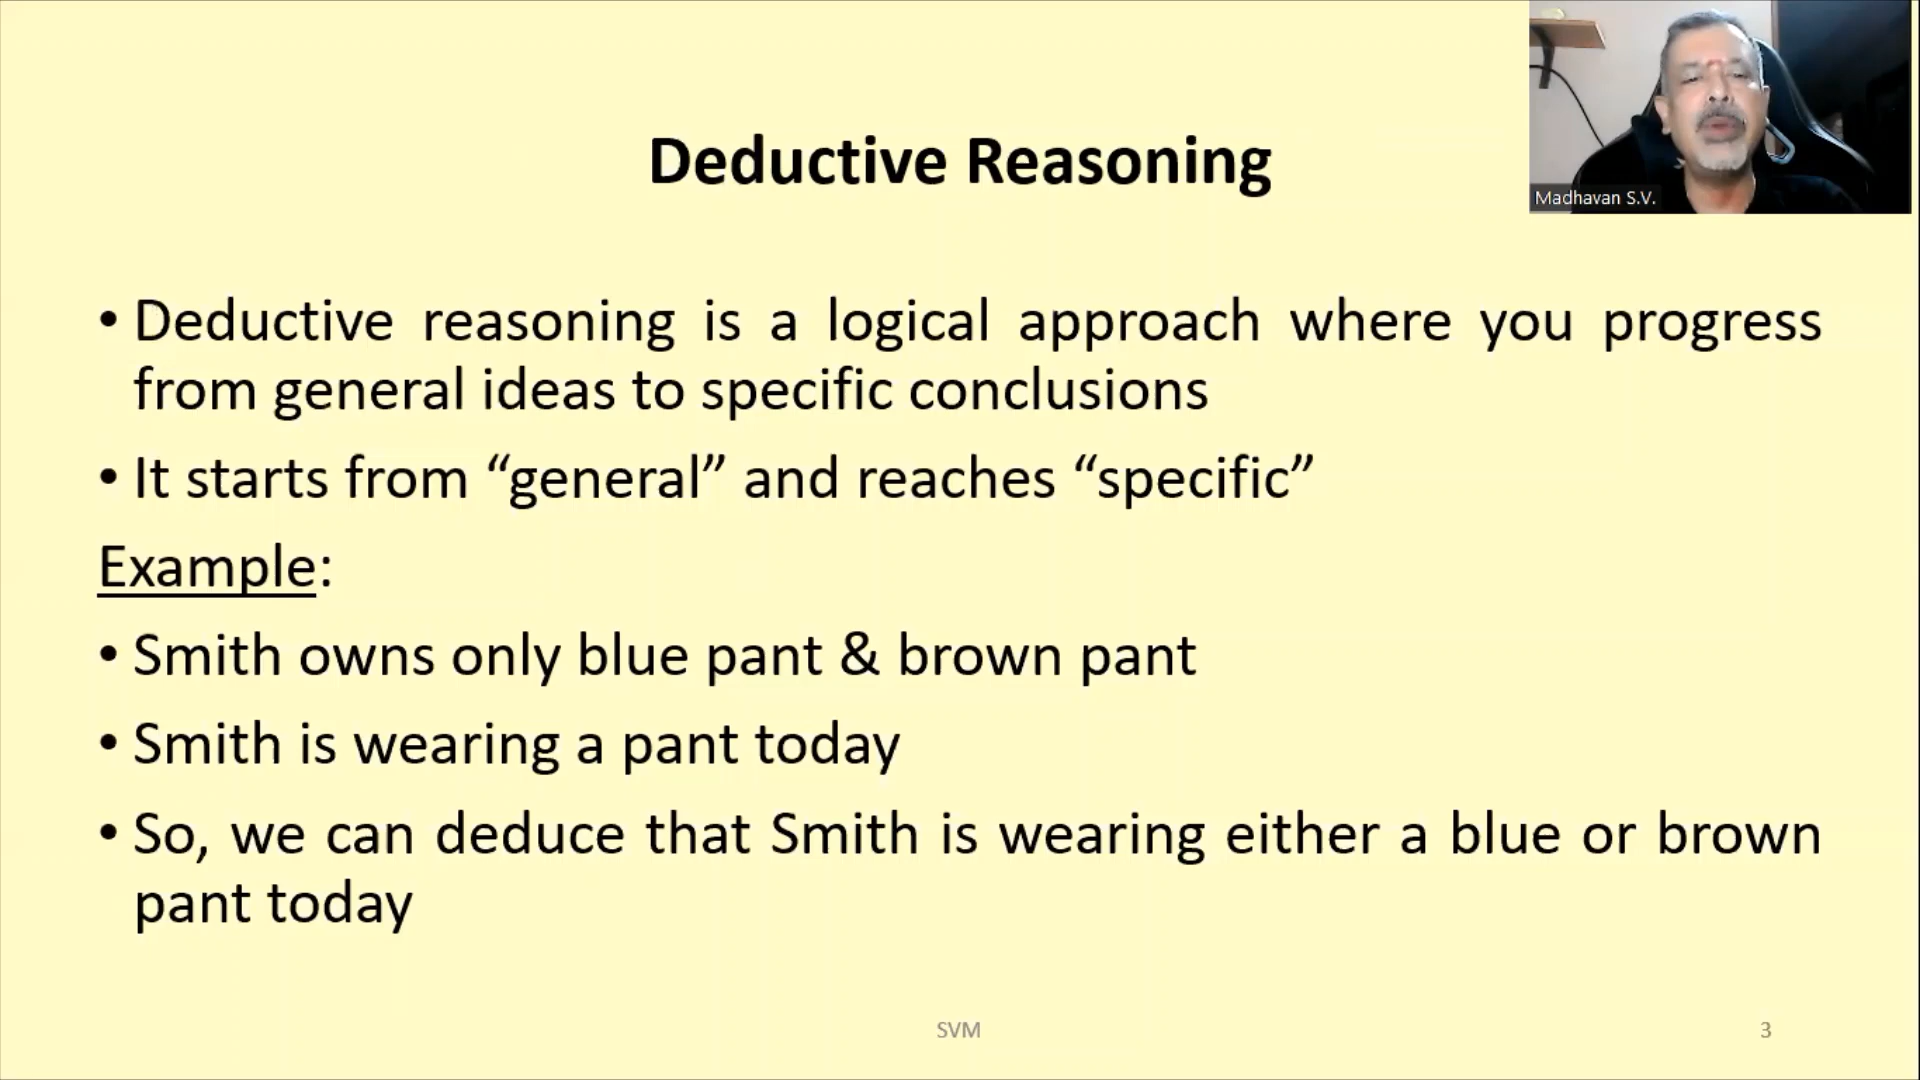 Madhavan S.V.
Deductive Reasoning
• Deductive reasoning is a logical approach where you progress
from general ideas to specific conclusions
• It starts from “general” and reaches “specific”
Example:
• Smith owns only blue pant & brown pant
• Smith is wearing a pant today
• So, we can deduce that Smith is wearing either a blue or brown
pant today
SVM
3